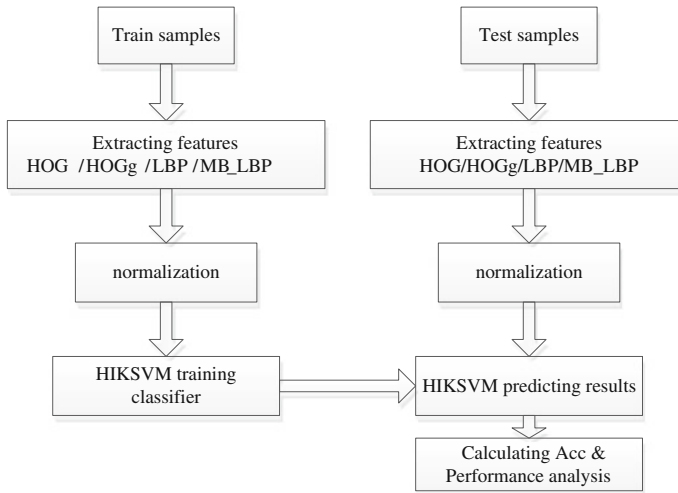 Train samples
Test samples
Extracting features
HOG /HOGg /LBP /MB_LBP
Extracting features
HOG/HOGg/LBP/MB_LBP
normalization
normalization
HIKSVM training
classifier
HIKSVM predicting results
Calculating Acc &
Performance analysis